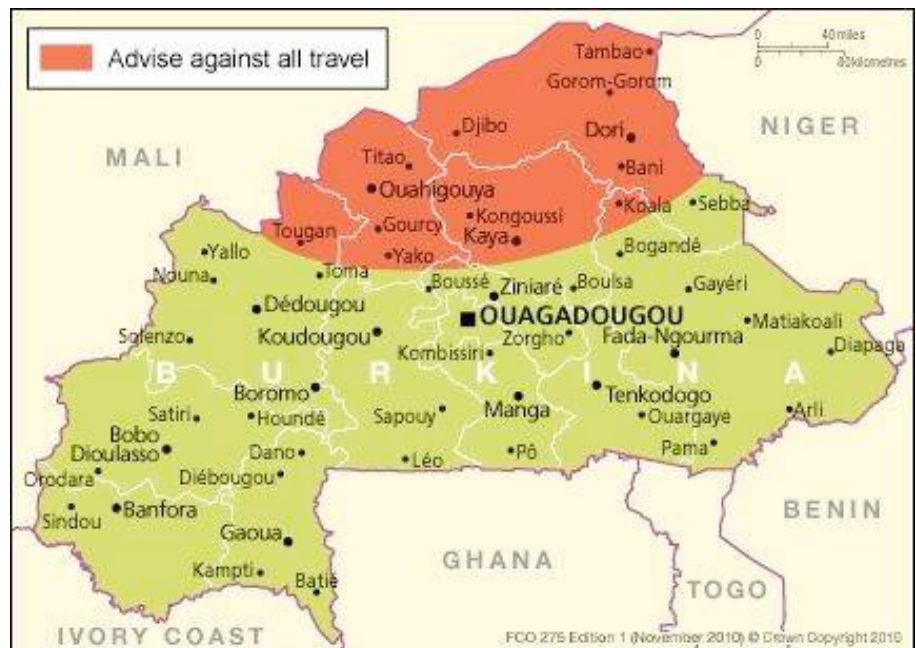 Advise against all travel
0 40 miles
0 40 kilometres
Tambao
Gorom-Gorom
NIGER
MALI
Djibo
Dori
Titao
Bani
Ouahigouya
Koala
Sebba
Kongoussi
Gourcy
Tougan
Kaya
Yako
Bogandé
Yallo
Nouna
Toma
Boussé
Ziniaré
Boulsa
Gayéri
Dédougou
OUAGADOUGOU
Matiakoali
Solenzo
Koudougou
Zorgho
Fada-Ngourma
Kombissiri
Diapaga
BURKINA
Boromo
Tenkodogo
Satiri
Houndé
Sapouy
Manga
Ouargaye
Arli
Bobo
Dioulasso
Dano
Pama
Léo
Pô
Orodara
Diébougou
Sindou
Banfora
BENIN
Gaoua
GHANA
Kampti
Batié
TOGO
IVORY COAST
FCO 275 Edition 1 (November 2010) © Crown Copyright 2010